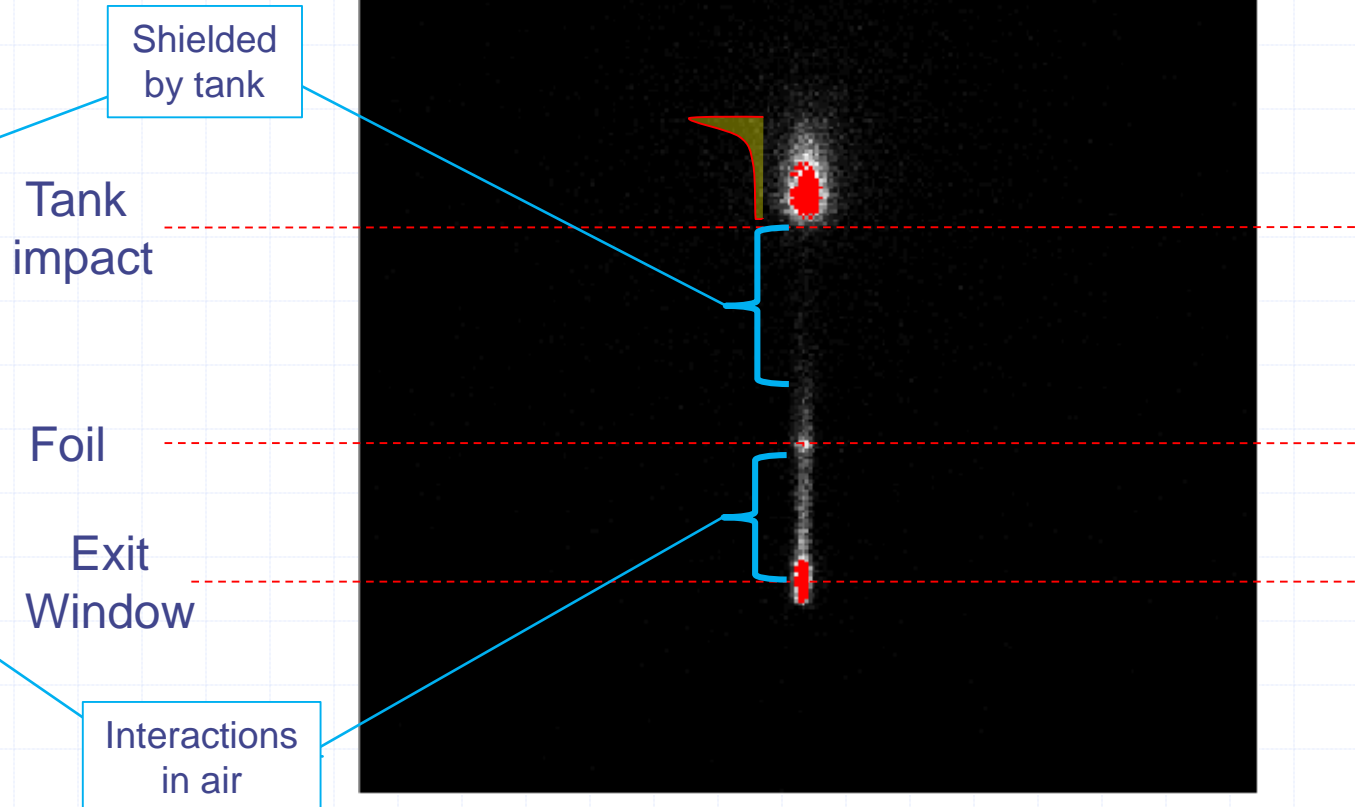 Shielded
by tank
Tank
impact
Foil
Exit
Window
Interactions
in air